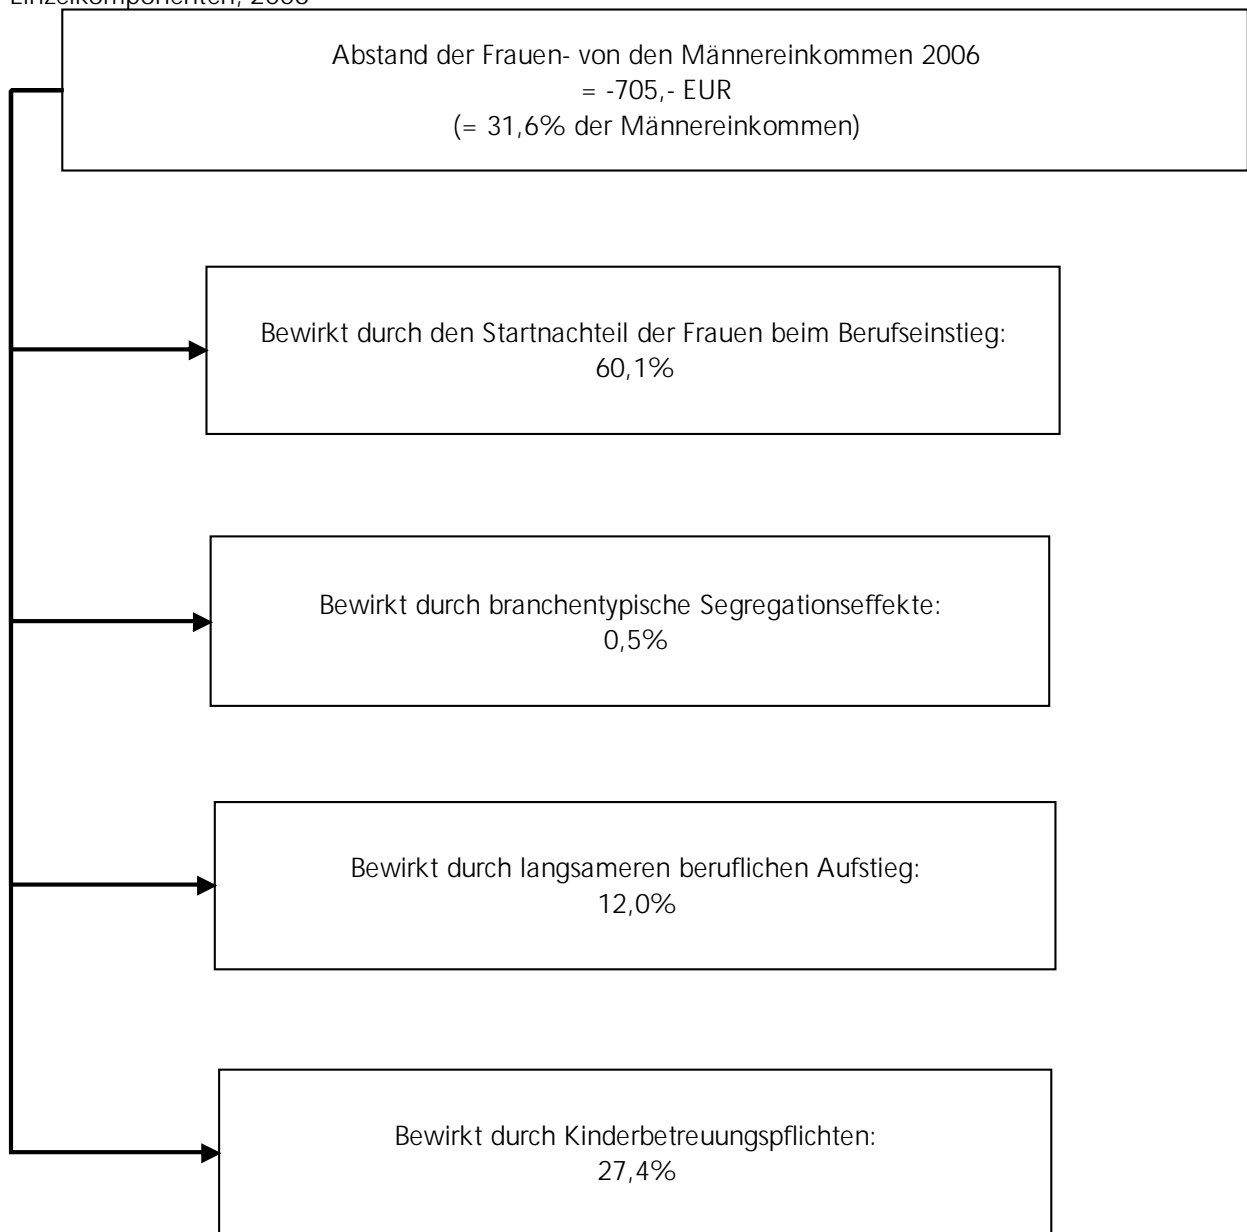 Einzelkomponenten, 2006
Abstand der Frauen- von den Männereinkommen 2006
= -705,- EUR
(= 31,6% der Männereinkommen)
Bewirkt durch den Startnachteil der Frauen beim Berufseinstieg:
60,1%
Bewirkt durch branchentypische Segregationseffekte:
0,5%
Bewirkt durch langsameren beruflichen Aufstieg:
12,0%
Bewirkt durch Kinderbetreuungspflichten:
27,4%